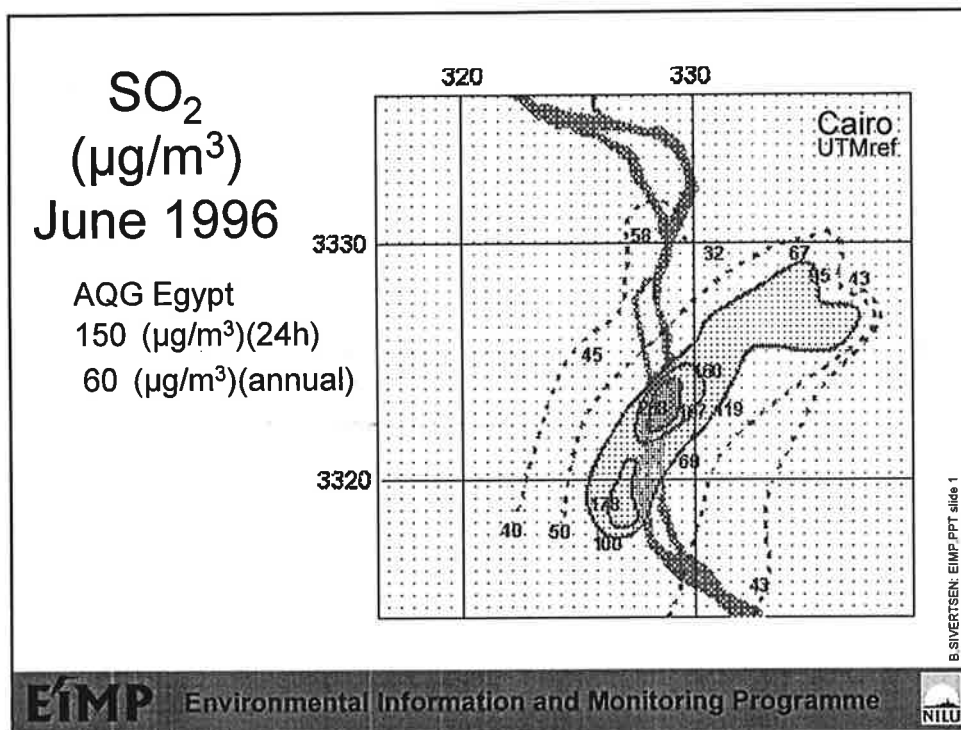 SO₂
(µg/m³)
June 1996
AQG Egypt
150 (µg/m³)(24h)
60 (µg/m³)(annual)
320 330
Cairo
UTMref.
3330
58
32
67
45
43
45
119
69
3320
178
40 50 100
43
B.SIVERTSEN: EIMP.PPT slide 1
EIMP Environmental Information and Monitoring Programme
NILU